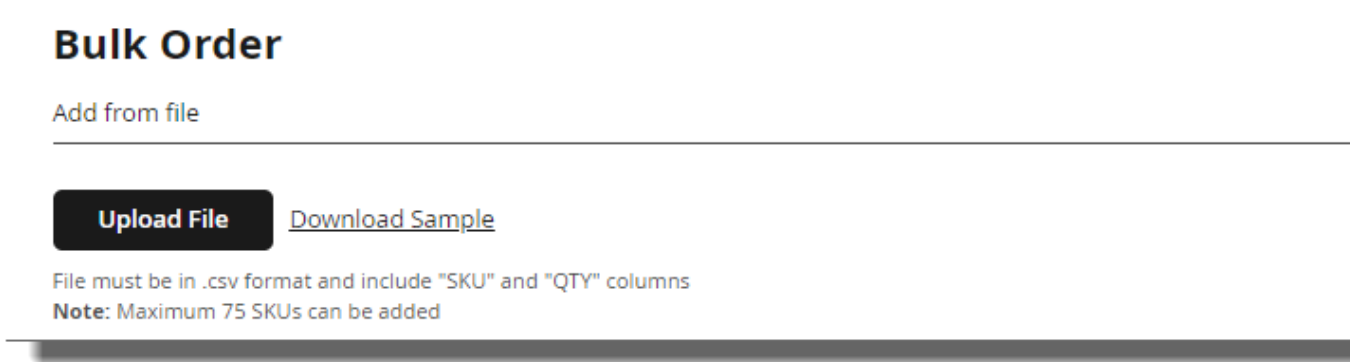 Bulk Order
Add from file
Upload File Download Sample
File must be in .csv format and include "SKU" and "QTY" columns
Note: Maximum 75 SKUs can be added